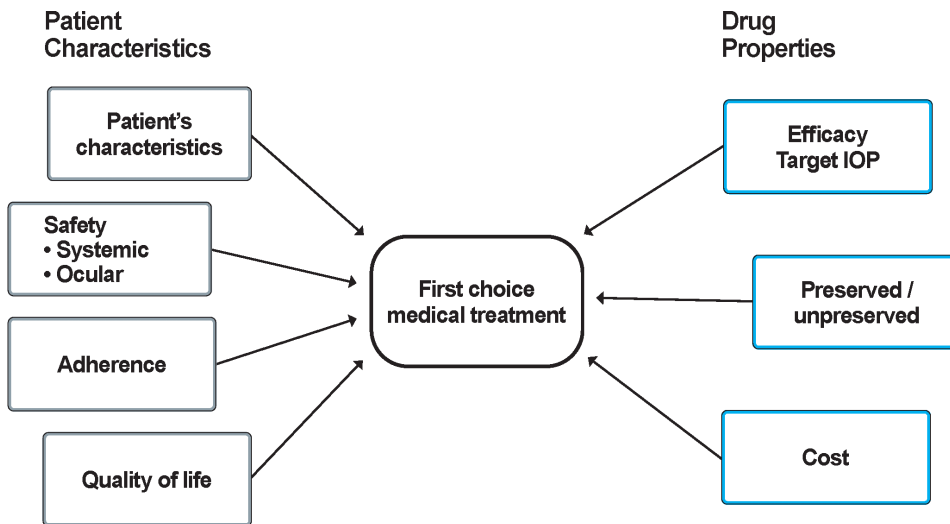 Patient
Characteristics
Patient's
characteristics
Safety
• Systemic
• Ocular
Adherence
Quality of life
First choice
medical treatment
Drug
Properties
Efficacy
Target IOP
Preserved /
unpreserved
Cost